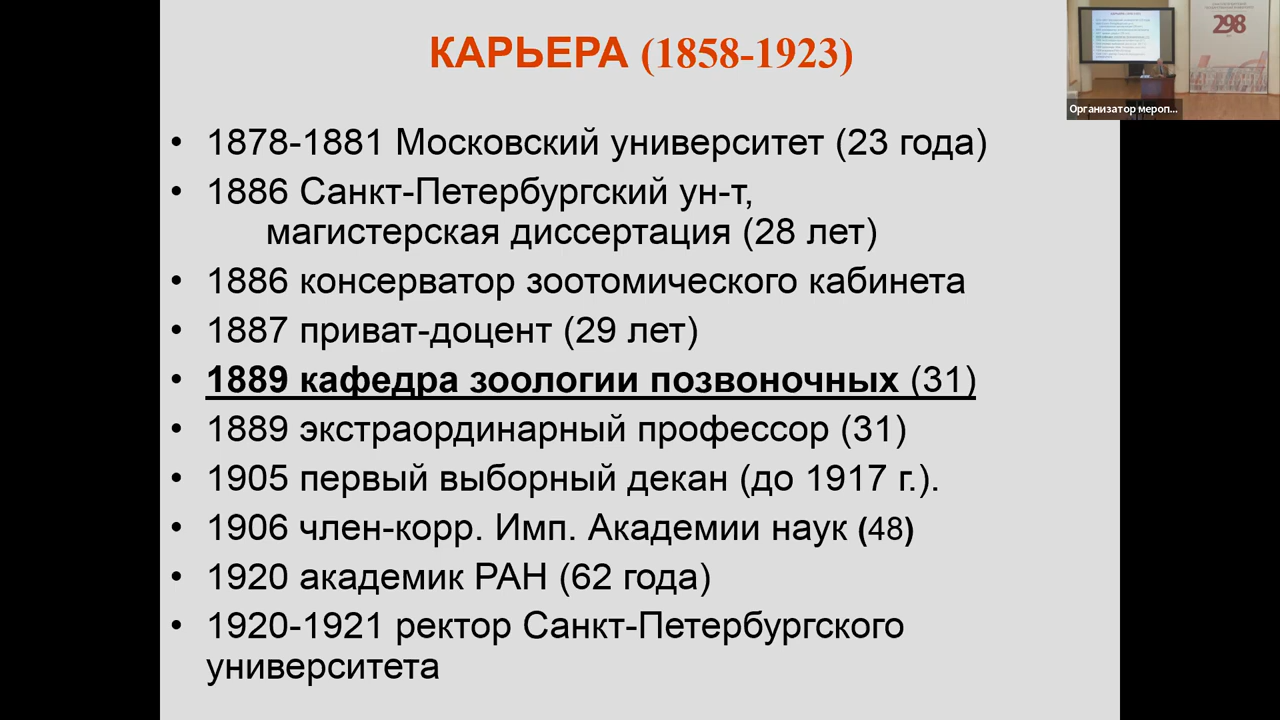 КАРЬЕРА (1858-1923)
• 1878-1881 Московский университет (23 года)
• 1886 Санкт-Петербургский ун-т,
магистерская диссертация (28 лет)
• 1886 консерватор зоотомического кабинета
• 1887 приват-доцент (29 лет)
• 1889 кафедра зоологии позвоночных (31)
• 1889 экстраординарный профессор (31)
• 1905 первый выборный декан (до 1917 г.).
• 1906 член-корр. Имп. Академии наук (48)
• 1920 академик РАН (62 года)
• 1920-1921 ректор Санкт-Петербургского
университета
298
Организатор мероп...